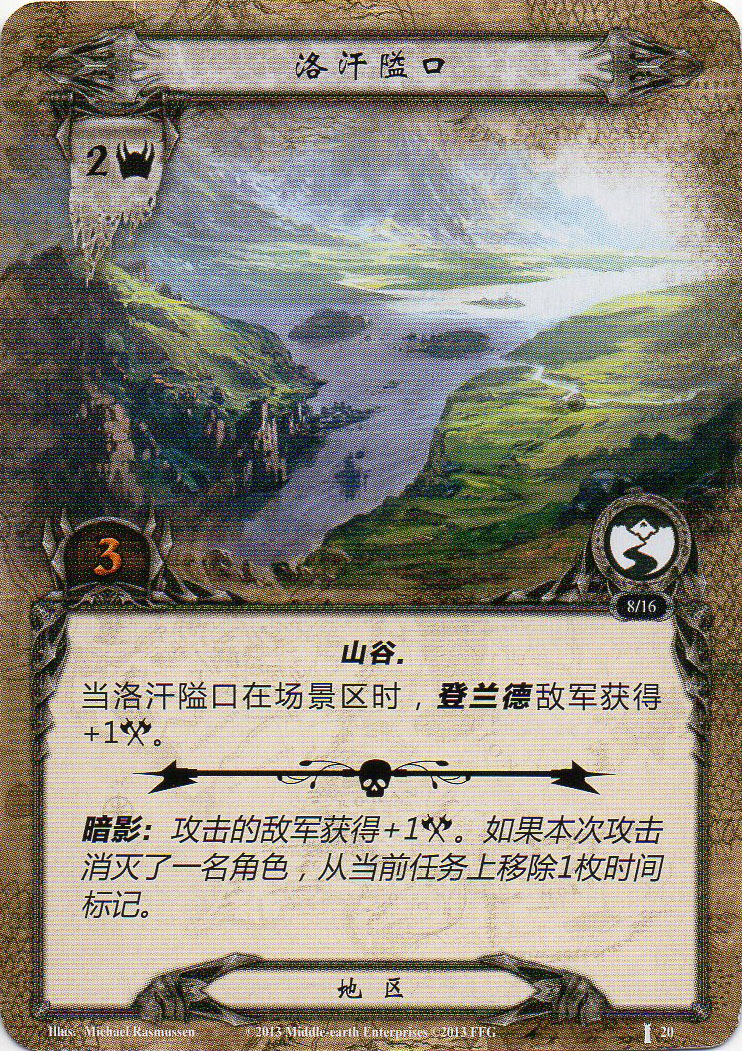 洛汗隘口
2
3
8/16
山谷.
当洛汗隘口在场景区时，登兰德敌军获得
+1。
暗影：攻击的敌军获得+1。如果本次攻击
消灭了一名角色，从当前任务上移除1枚时间
标记。
地区
Illus. Michael Rasmussen ©2013 Middle-earth Enterprises ©2013 FFG 20